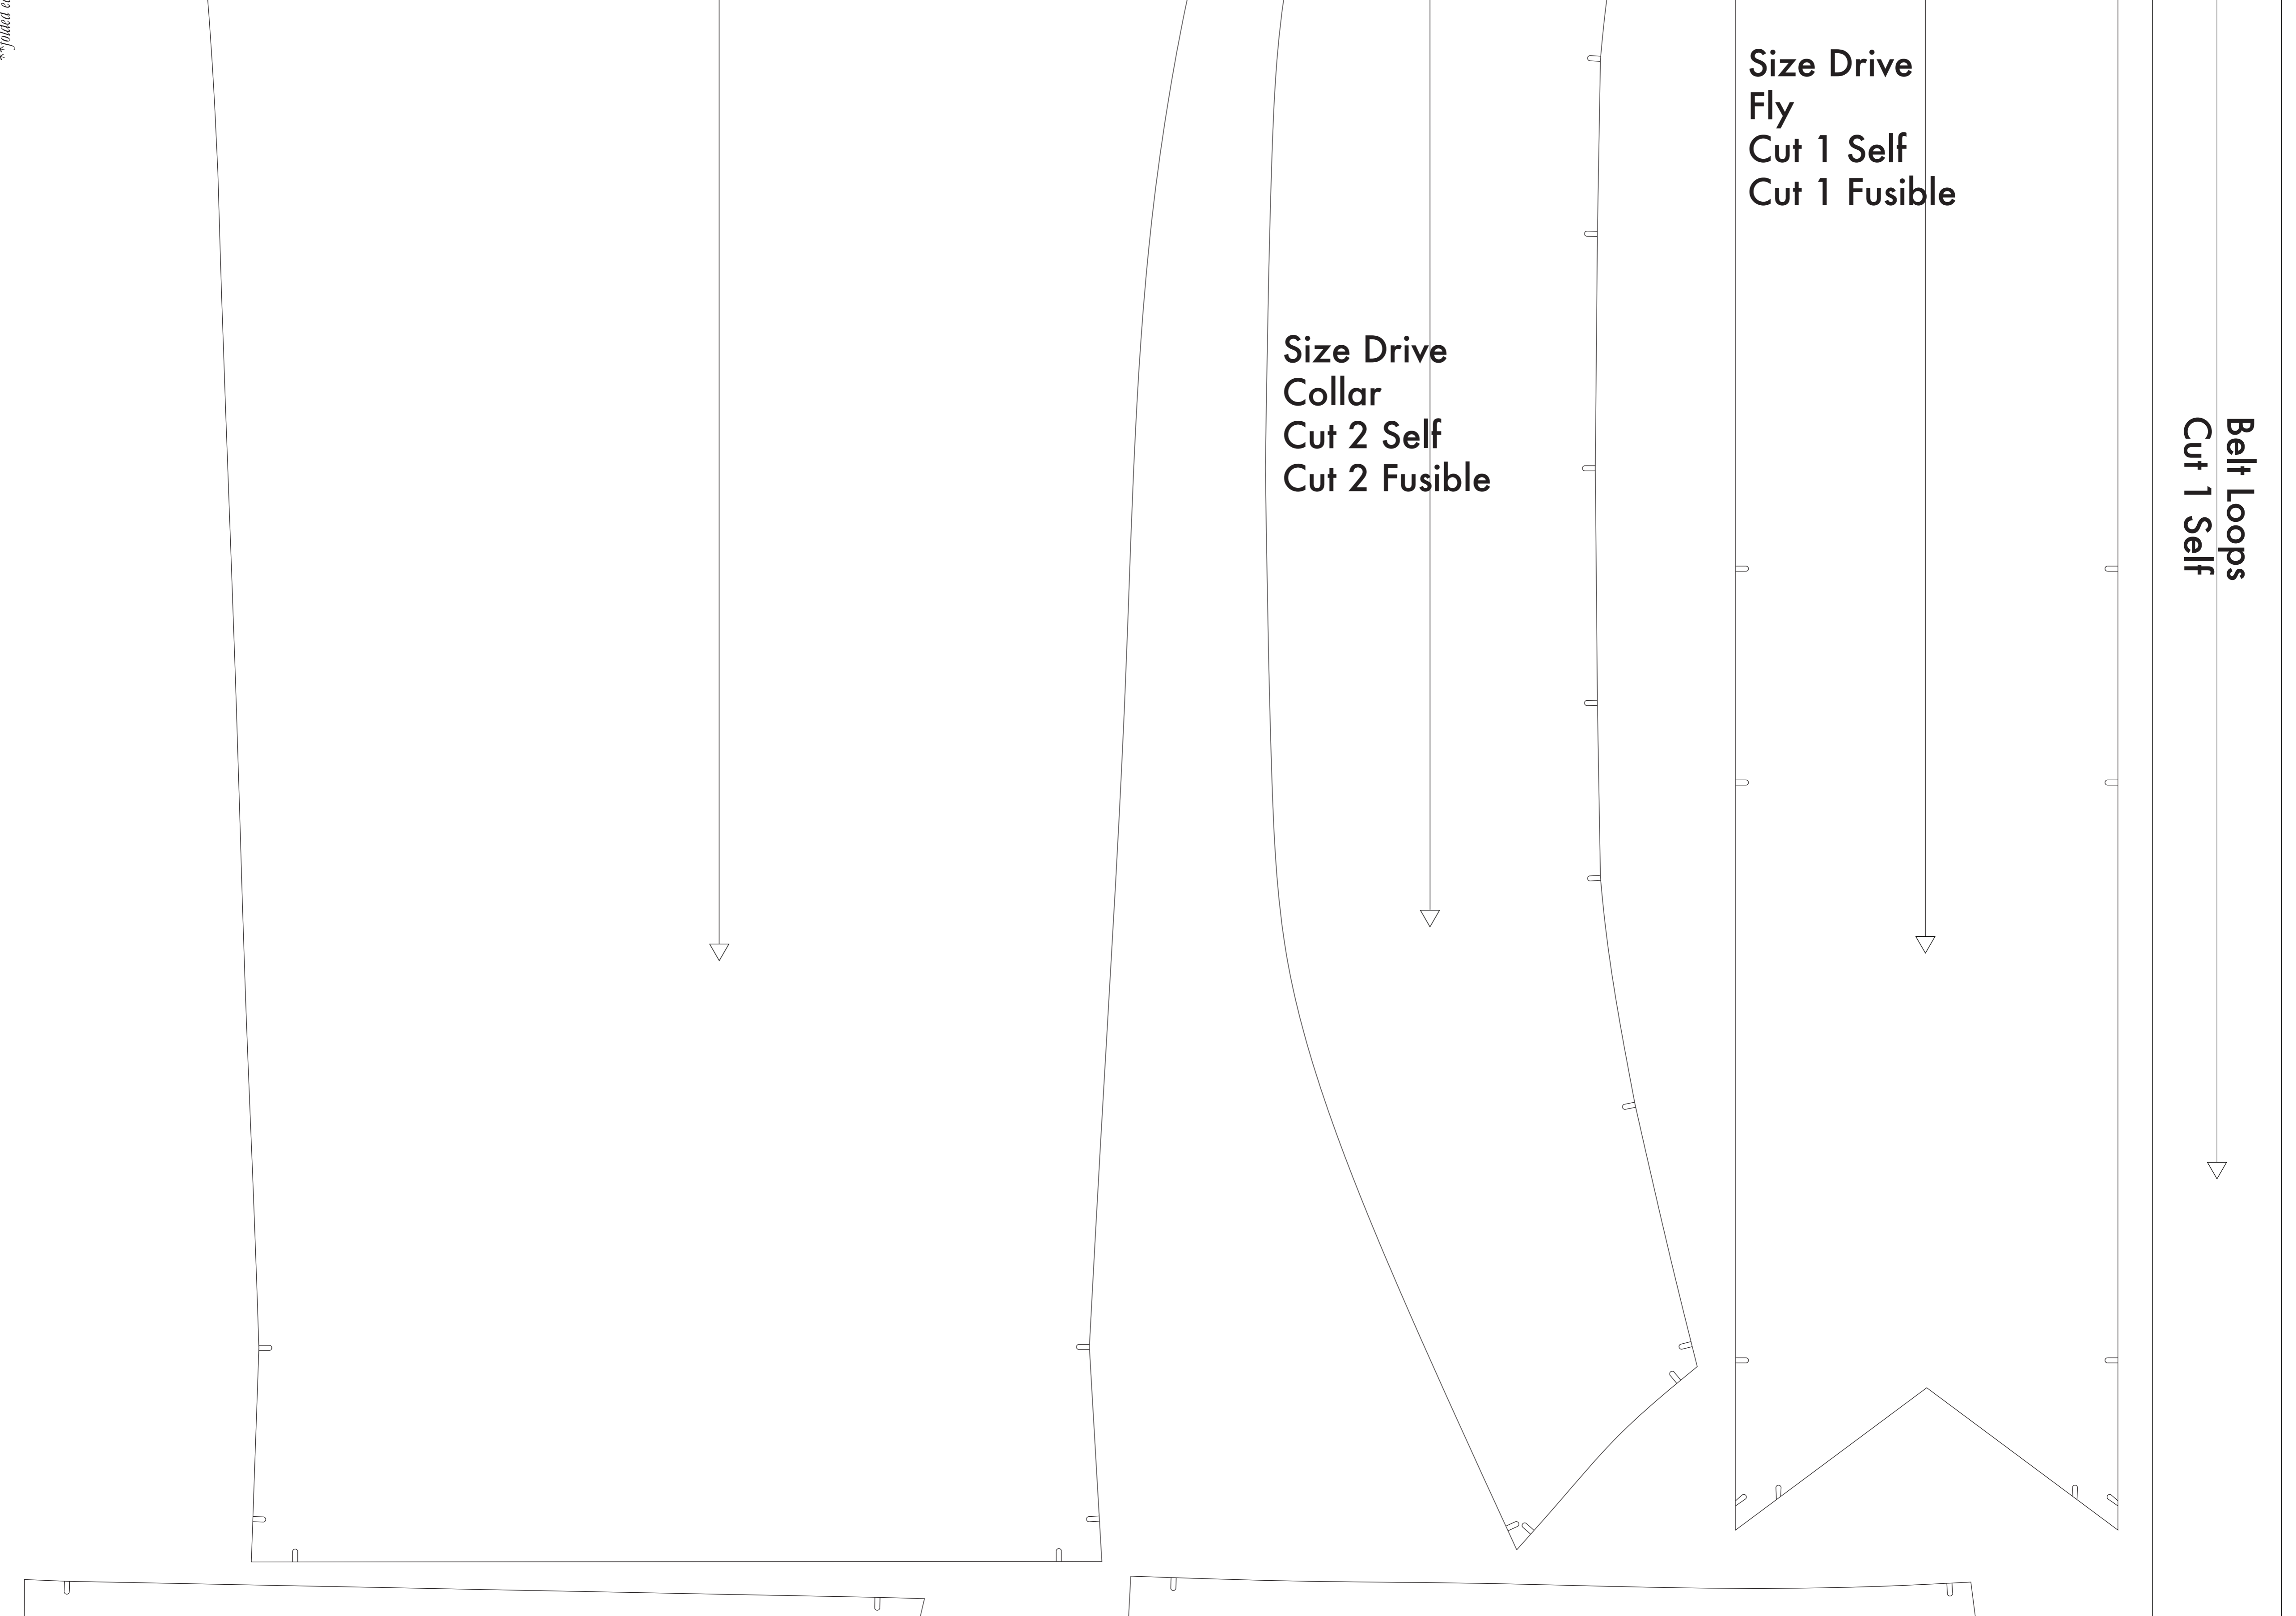 **folded
Size Drive
Collar
Cut 2 Self
Cut 2 Fusible
Size Drive
Fly
Cut 1 Self
Cut 1 Fusible
Belt Loops
Cut 1 Self